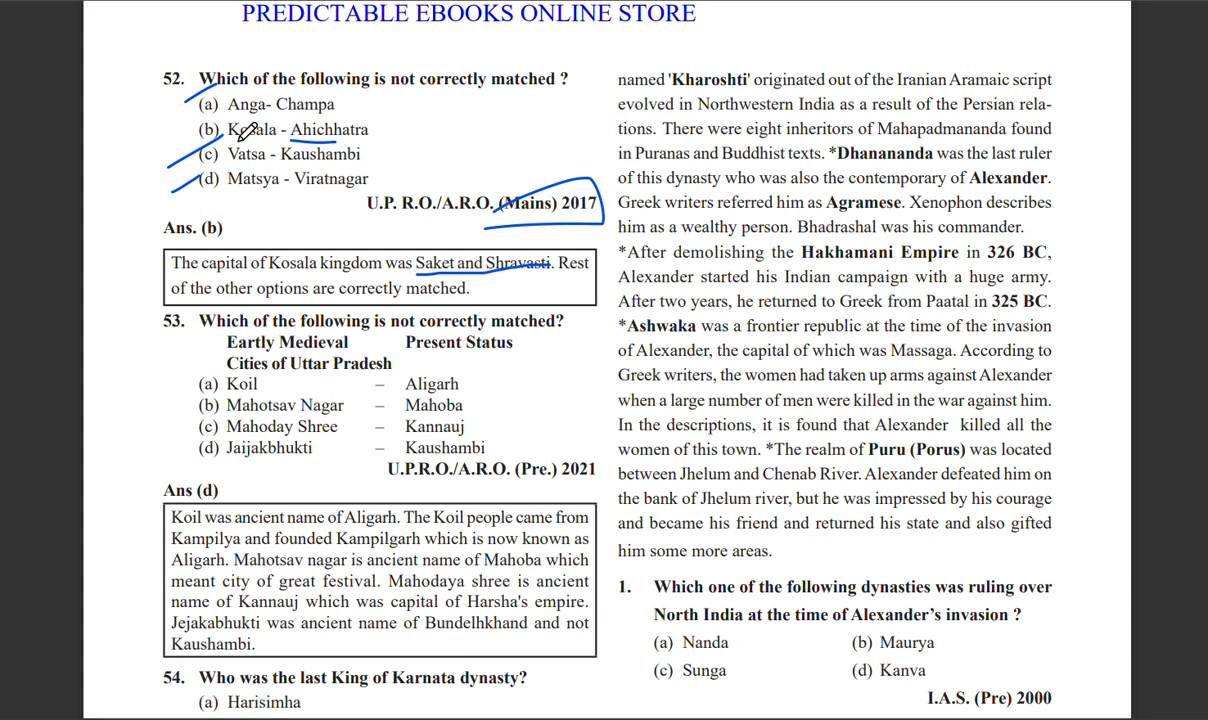 PREDICTABLE EBOOKS ONLINE STORE
52. Which of the following is not correctly matched ?
(a) Anga- Champa
(b) Kosala - Ahichhatra
(c) Vatsa - Kaushambi
(d) Matsya - Viratnagar
U.P. R.O./A.R.O. (Mains) 2017
Ans. (b)
The capital of Kosala kingdom was Saket and Shravasti. Rest
of the other options are correctly matched.
53. Which of the following is not correctly matched?
Eartly Medieval Present Status
Cities of Uttar Pradesh
(a) Koil – Aligarh
(b) Mahotsav Nagar – Mahoba
(c) Mahoday Shree – Kannauj
(d) Jaijakbhukti – Kaushambi
U.P.R.O./A.R.O. (Pre.) 2021
Ans (d)
Koil was ancient name of Aligarh. The Koil people came from
Kampilya and founded Kampilgarh which is now known as
Aligarh. Mahotsav nagar is ancient name of Mahoba which
meant city of great festival. Mahodaya shree is ancient
name of Kannauj which was capital of Harsha's empire.
Jejakabhukti was ancient name of Bundelhkhand and not
Kaushambi.
54. Who was the last King of Karnata dynasty?
(a) Harisimha
named 'Kharoshti' originated out of the Iranian Aramaic script
evolved in Northwestern India as a result of the Persian rela-
tions. There were eight inheritors of Mahapadmananda found
in Puranas and Buddhist texts. *Dhanananda was the last ruler
of this dynasty who was also the contemporary of Alexander.
Greek writers referred him as Agramese. Xenophon describes
him as a wealthy person. Bhadrashal was his commander.
*After demolishing the Hakhamani Empire in 326 BC,
Alexander started his Indian campaign with a huge army.
After two years, he returned to Greek from Paatal in 325 BC.
*Ashwaka was a frontier republic at the time of the invasion
of Alexander, the capital of which was Massaga. According to
Greek writers, the women had taken up arms against Alexander
when a large number of men were killed in the war against him.
In the descriptions, it is found that Alexander killed all the
women of this town. *The realm of Puru (Porus) was located
between Jhelum and Chenab River. Alexander defeated him on
the bank of Jhelum river, but he was impressed by his courage
and became his friend and returned his state and also gifted
him some more areas.
1. Which one of the following dynasties was ruling over
North India at the time of Alexander’s invasion ?
(a) Nanda (b) Maurya
(c) Sunga (d) Kanva
I.A.S. (Pre) 2000